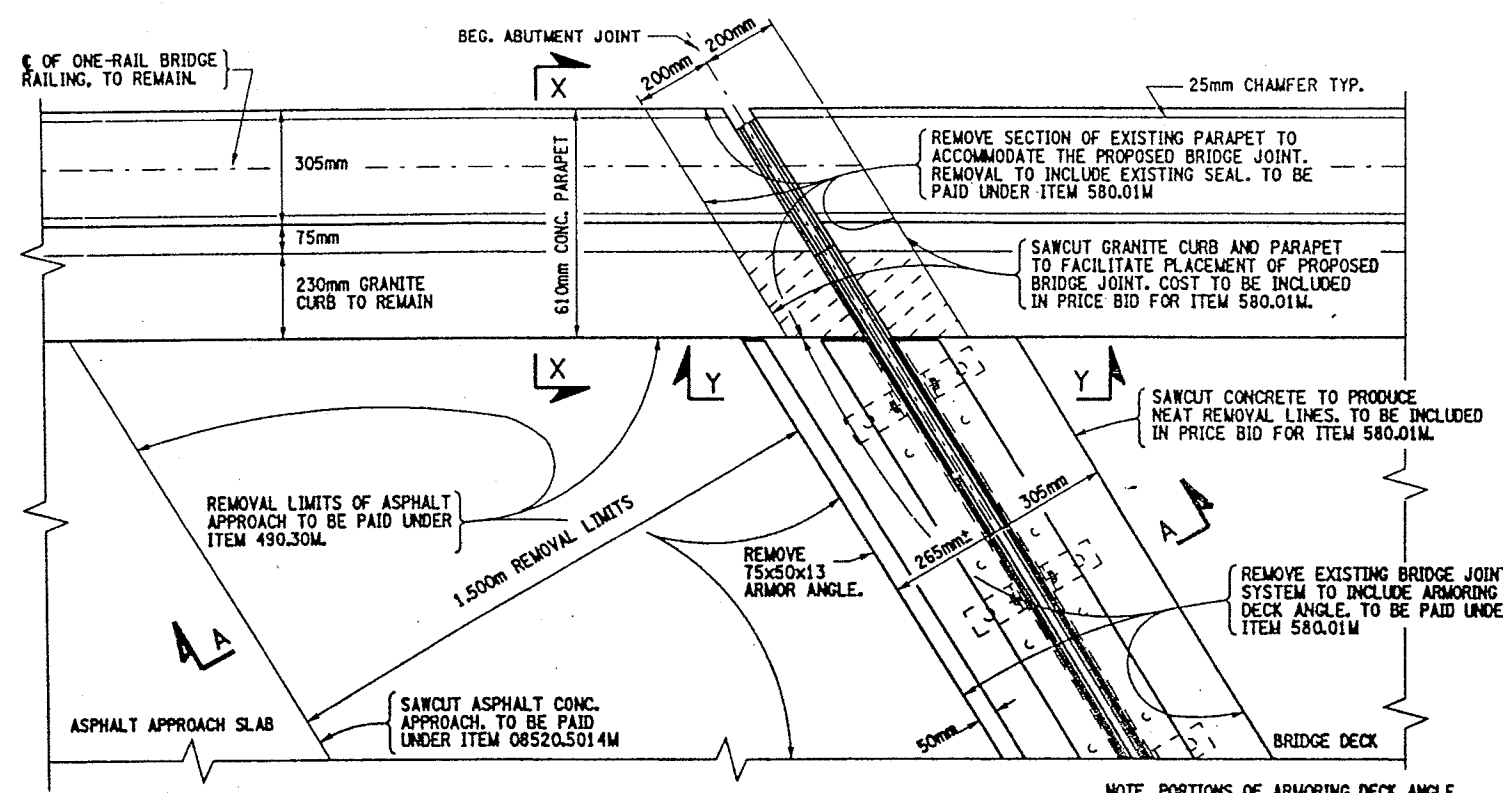 BEG. ABUTMENT JOINT
200mm
200mm
℄ OF ONE-RAIL BRIDGE
RAILING, TO REMAIN.
X
25mm CHAMFER TYP.
305mm
610mm CONC. PARAPET
REMOVE SECTION OF EXISTING PARAPET TO
ACCOMMODATE THE PROPOSED BRIDGE JOINT.
REMOVAL TO INCLUDE EXISTING SEAL. TO BE
PAID UNDER ITEM 580.01M
75mm
230mm GRANITE
CURB TO REMAIN
SAWCUT GRANITE CURB AND PARAPET
TO FACILITATE PLACEMENT OF PROPOSED
BRIDGE JOINT. COST TO BE INCLUDED
IN PRICE BID FOR ITEM 580.01M.
X
Y
Y
SAWCUT CONCRETE TO PRODUCE
NEAT REMOVAL LINES. TO BE INCLUDED
IN PRICE BID FOR ITEM 580.01M.
REMOVAL LIMITS OF ASPHALT
APPROACH TO BE PAID UNDER
ITEM 490.30M.
1.500m REMOVAL LIMITS
REMOVE
75x50x13
ARMOR ANGLE.
265mm±
305mm
A
REMOVE EXISTING BRIDGE JOINT
SYSTEM TO INCLUDE ARMORING
DECK ANGLE. TO BE PAID UNDE
ITEM 580.01M
A
ASPHALT APPROACH SLAB
SAWCUT ASPHALT CONC.
APPROACH. TO BE PAID
UNDER ITEM 08520.5014M
50mm
BRIDGE DECK
NOTE PORTIONS OF ARMORING DECK ANGLE